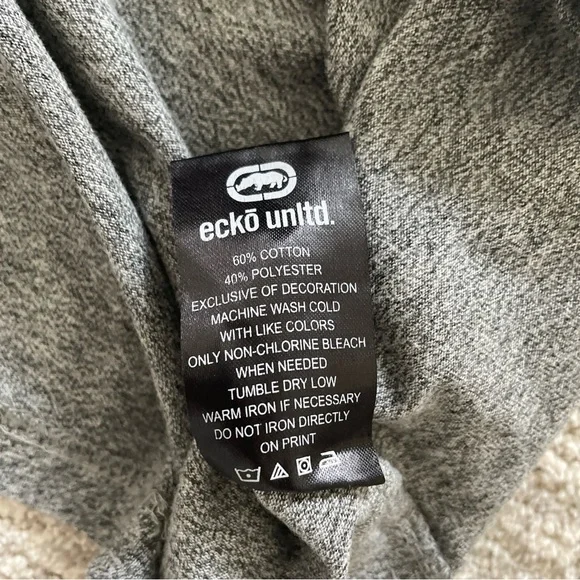 eckō unltd.
60% COTTON
40% POLYESTER
EXCLUSIVE OF DECORATION
MACHINE WASH COLD
WITH LIKE COLORS
ONLY NON-CHLORINE BLEACH
WHEN NEEDED
TUMBLE DRY LOW
WARM IRON IF NECESSARY
DO NOT IRON DIRECTLY
ON PRINT